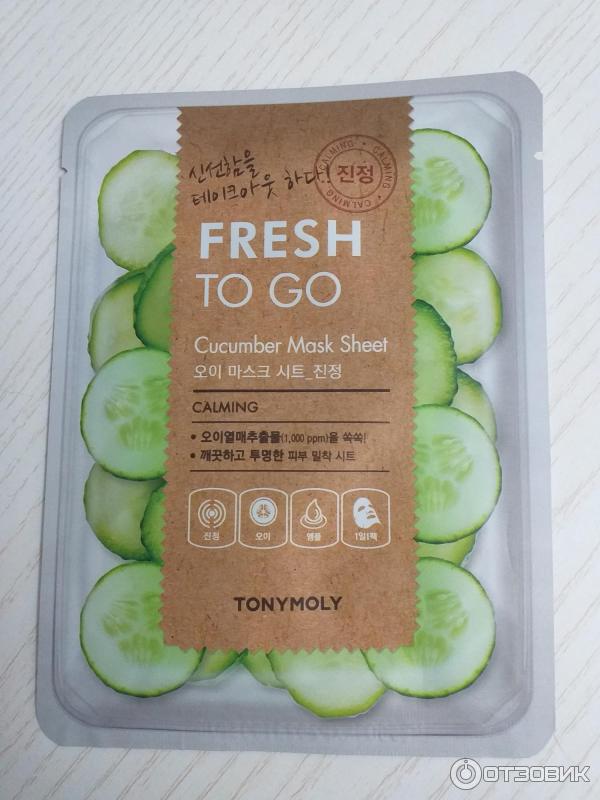 신선함을
테이크아웃 하다!
CALMING · CALMING · CALMING
진정
FRESH
TO GO
Cucumber Mask Sheet
오이 마스크 시트_진정
CALMING
• 오이열매추출물(1,000 ppm)을 쏙쏙!
• 깨끗하고 투명한 피부 밀착 시트
진정 오이 앰플 1일1팩
TONYMOLY
ОТЗОВИК